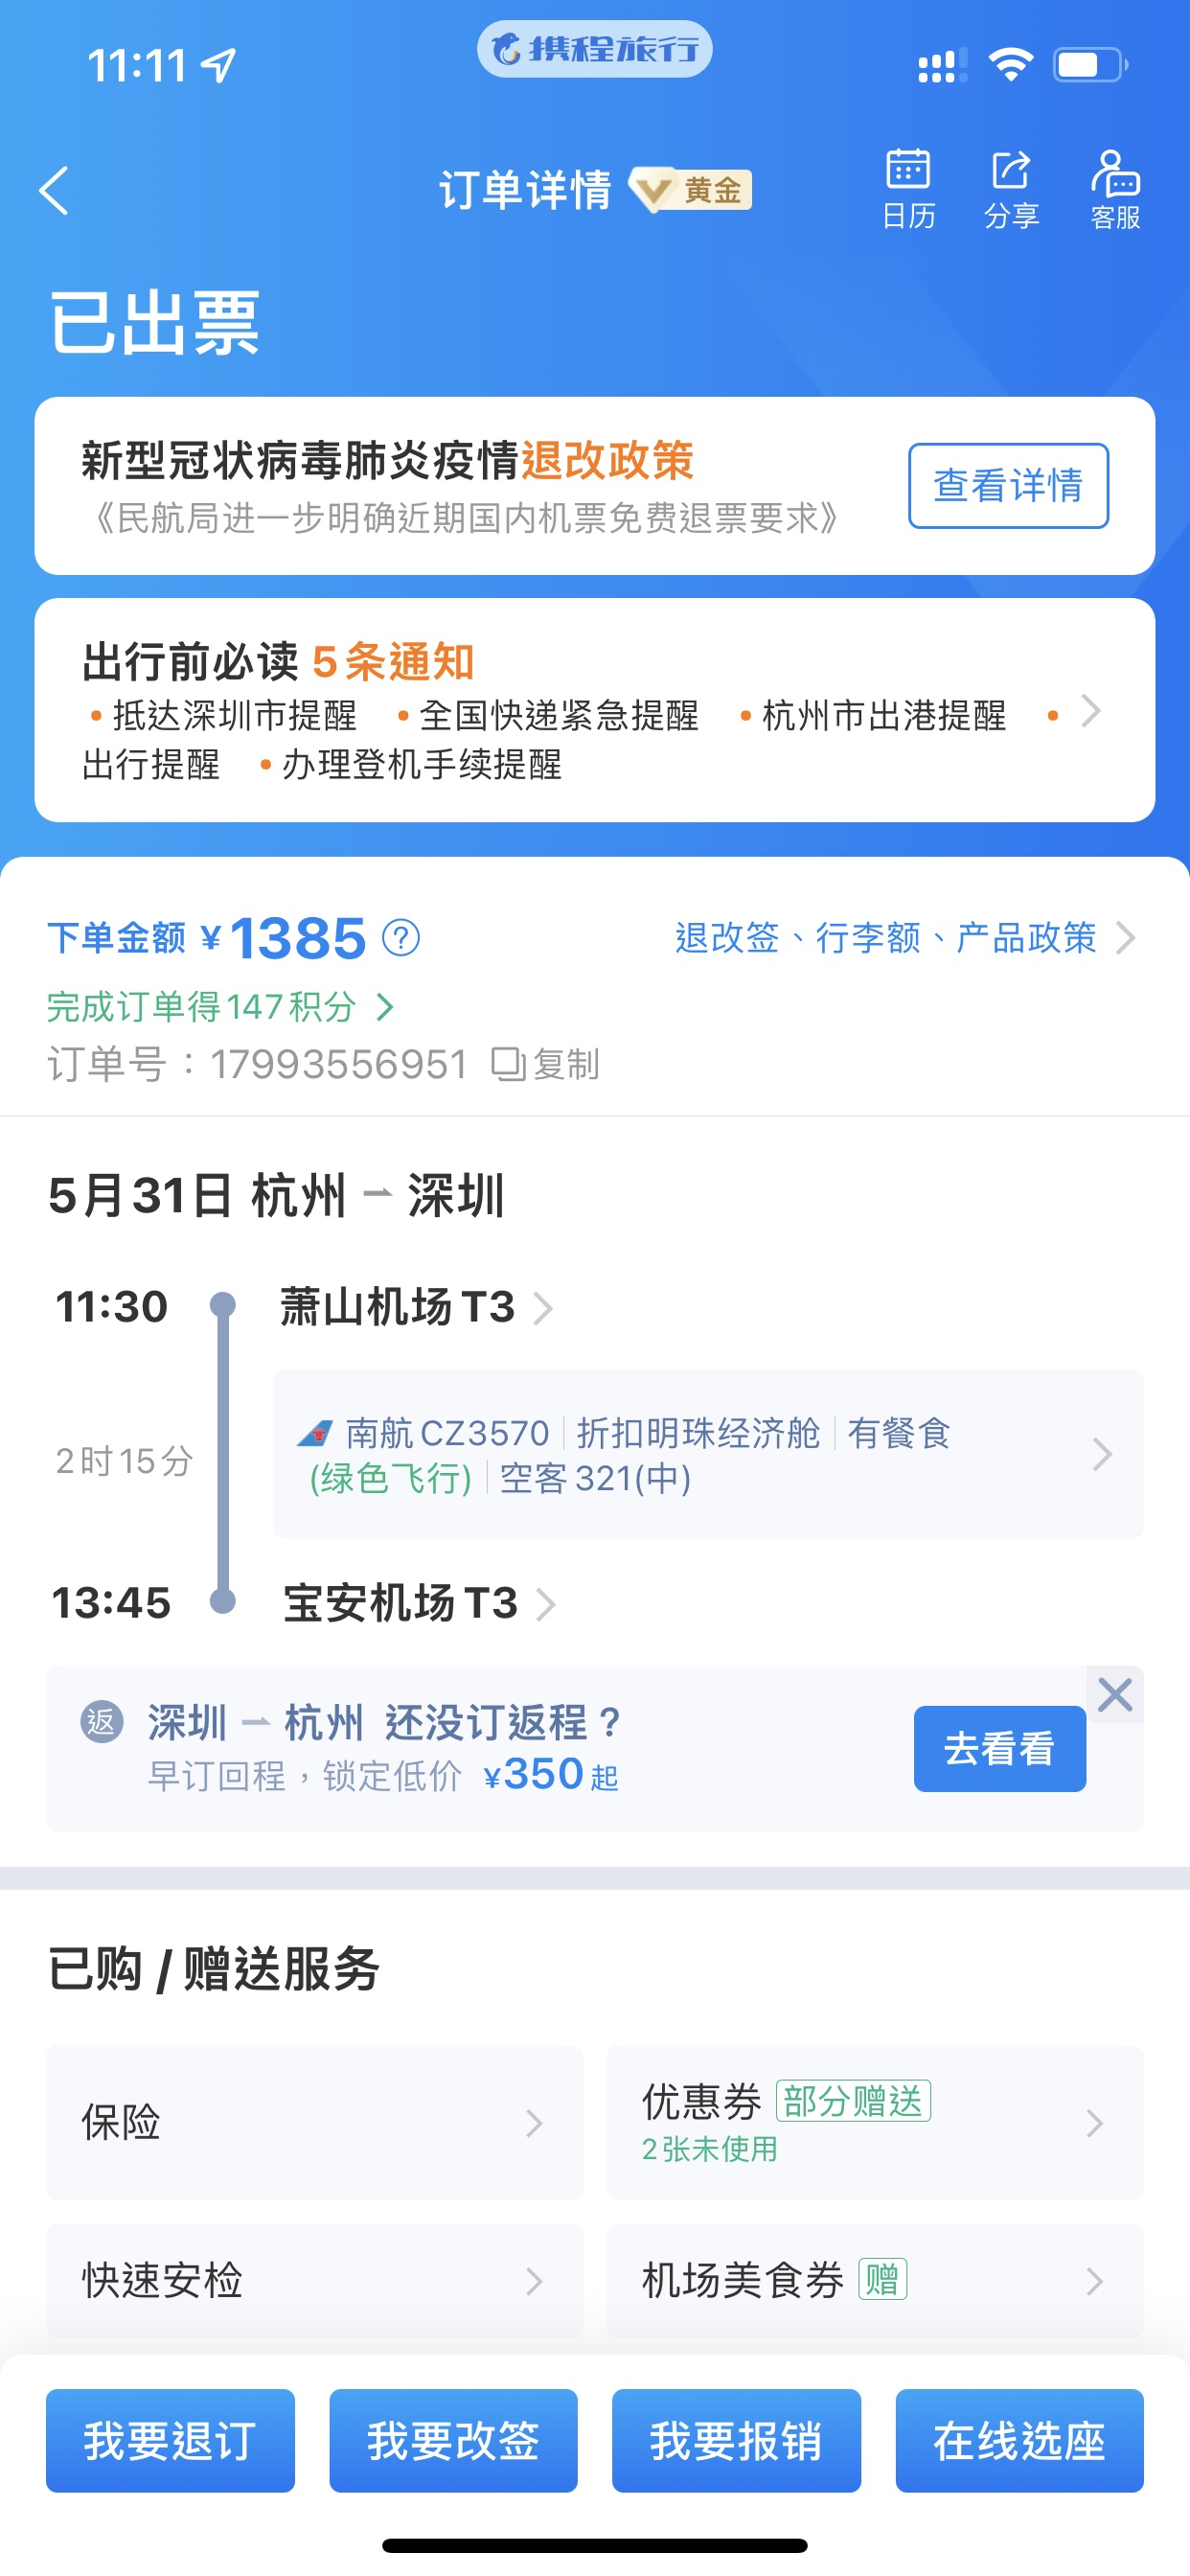 11:11
携程旅行
订单详情 黄金
日历 分享 客服
已出票
新型冠状病毒肺炎疫情退改政策
《民航局进一步明确近期国内机票免费退票要求》
查看详情
出行前必读 5条通知
• 抵达深圳市提醒 • 全国快递紧急提醒 • 杭州市出港提醒 •
出行提醒 • 办理登机手续提醒
下单金额 ¥1385 ? 退改签、行李额、产品政策
完成订单得147积分
订单号：17993556951 复制
5月31日 杭州 ⇀ 深圳
11:30 萧山机场T3
2时15分
南航CZ3570 | 折扣明珠经济舱 | 有餐食
(绿色飞行) | 空客321(中)
13:45 宝安机场T3
返 深圳 ⇀ 杭州 还没订返程？
早订回程，锁定低价 ¥350起
去看看
已购 / 赠送服务
保险
优惠券 部分赠送
2张未使用
快速安检
机场美食券 赠
我要退订 我要改签 我要报销 在线选座